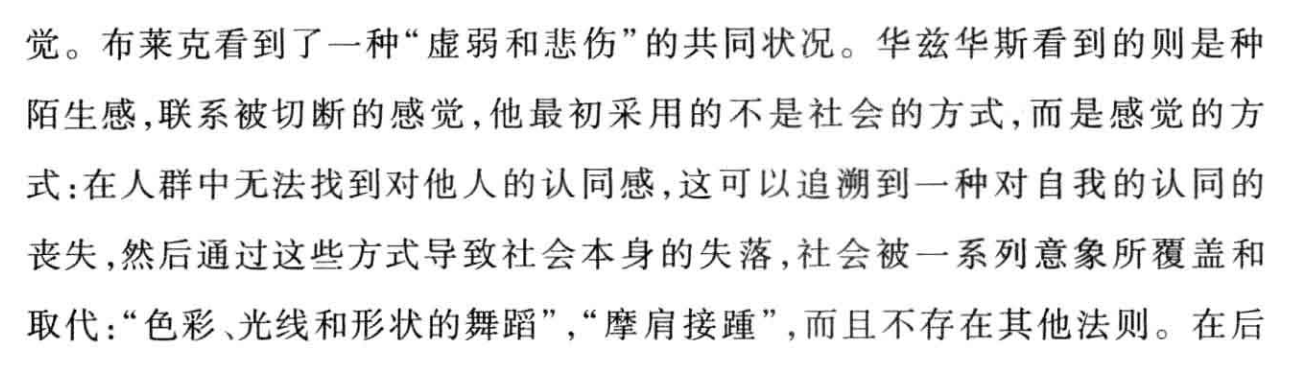 觉。布莱克看到了一种“虚弱和悲伤”的共同状况。华兹华斯看到的则是种
陌生感,联系被切断的感觉,他最初采用的不是社会的方式,而是感觉的方
式:在人群中无法找到对他人的认同感,这可以追溯到一种对自我的认同的
丧失,然后通过这些方式导致社会本身的失落,社会被一系列意象所覆盖和
取代:“色彩、光线和形状的舞蹈”,“摩肩接踵”,而且不存在其他法则。在后